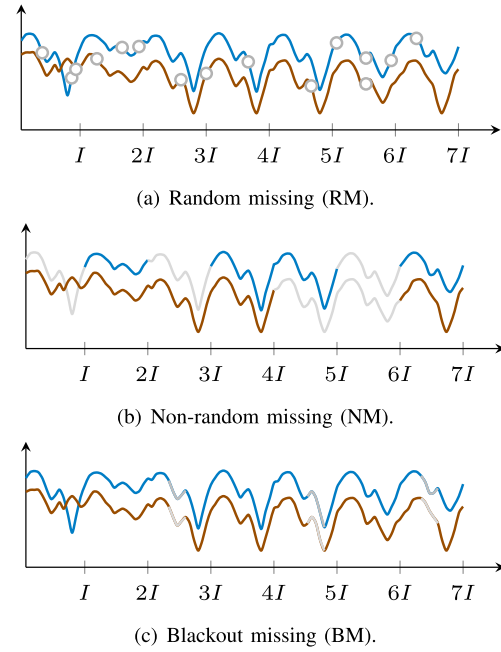 I 2I 3I 4I 5I 6I 7I
(a) Random missing (RM).
I 2I 3I 4I 5I 6I 7I
(b) Non-random missing (NM).
I 2I 3I 4I 5I 6I 7I
(c) Blackout missing (BM).